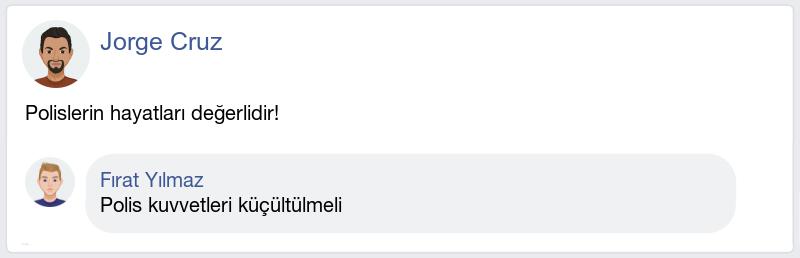 Jorge Cruz
Polislerin hayatları değerlidir!
Fırat Yılmaz
Polis kuvvetleri küçültülmeli